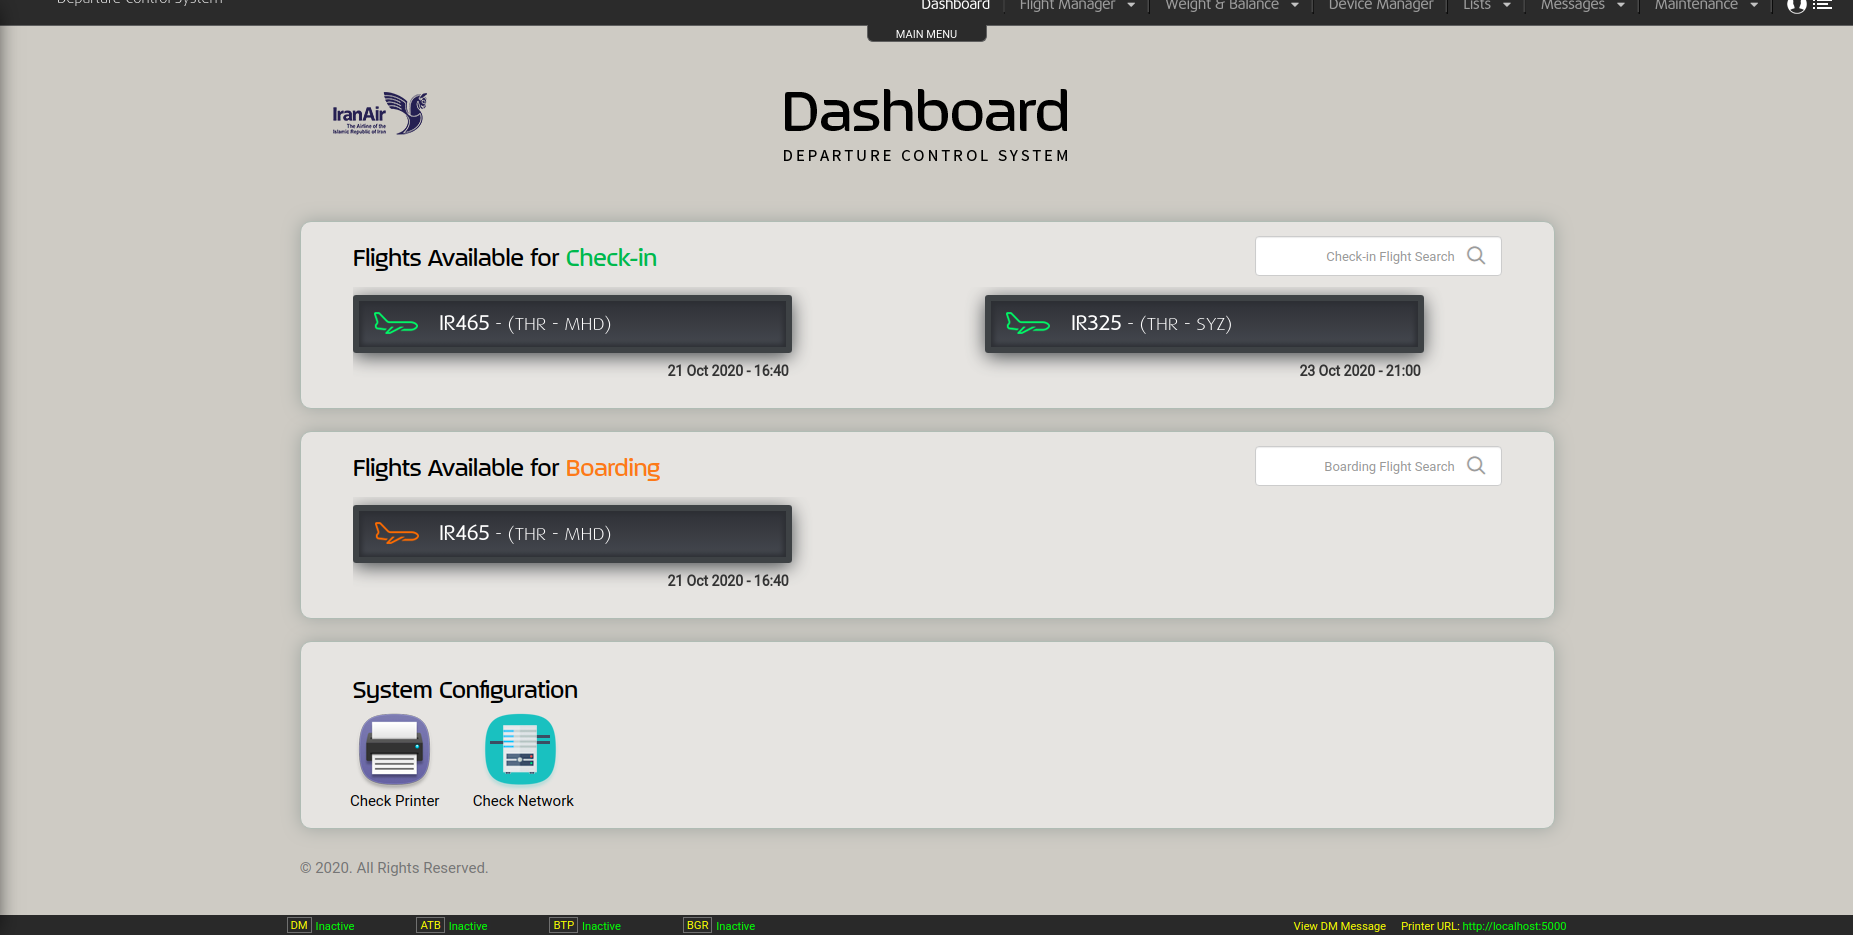 Departure Control System
Dashboard Flight Manager Weight & Balance Device Manager Lists Messages Maintenance
MAIN MENU
IranAir
The Airline of the
Islamic Republic of Iran
Dashboard
DEPARTURE CONTROL SYSTEM
Flights Available for Check-in
Check-in Flight Search
IR465 - (THR - MHD)
IR325 - (THR - SYZ)
21 Oct 2020 - 16:40
23 Oct 2020 - 21:00
Flights Available for Boarding
Boarding Flight Search
IR465 - (THR - MHD)
21 Oct 2020 - 16:40
System Configuration
Check Printer
Check Network
© 2020. All Rights Reserved.
DM Inactive ATB Inactive BTP Inactive BGR Inactive View DM Message Printer URL: http://localhost:5000